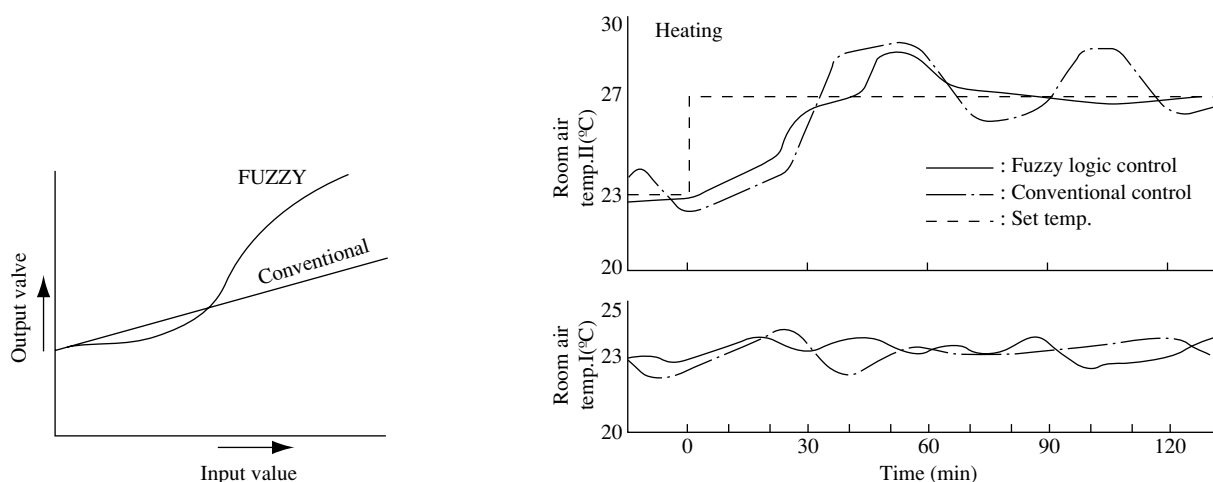 FUZZY
Conventional
Output valve
Input value
30
Heating
27
Room air
temp.II(ºC)
23
20
: Fuzzy logic control
: Conventional control
: Set temp.
25
Room air
temp.I(ºC)
23
20
0
30
60
90
120
Time (min)